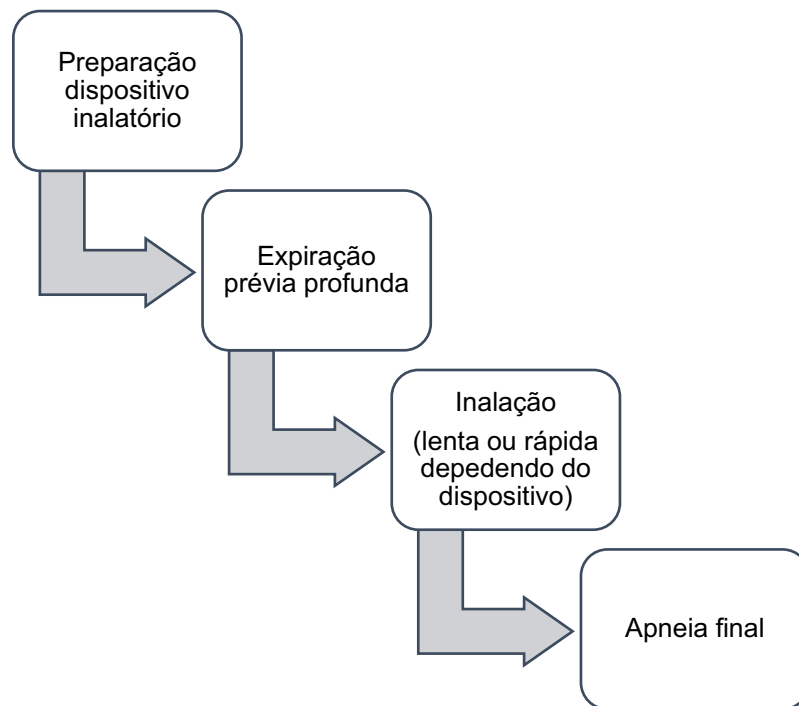 Preparação
dispositivo
inalatório
Expiração
prévia profunda
Inalação
(lenta ou rápida
depedendo do
dispositivo)
Apneia final